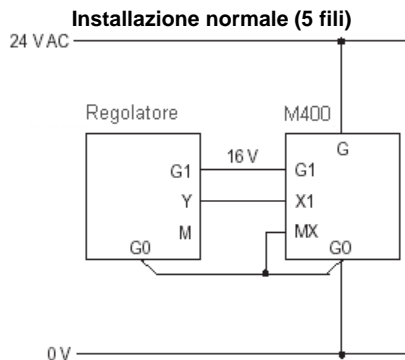 Installazione normale (5 fili)
24 V AC
Regolatore
M400
G
G1
16 V
G1
Y
X1
M
MX
G0
G0
0 V